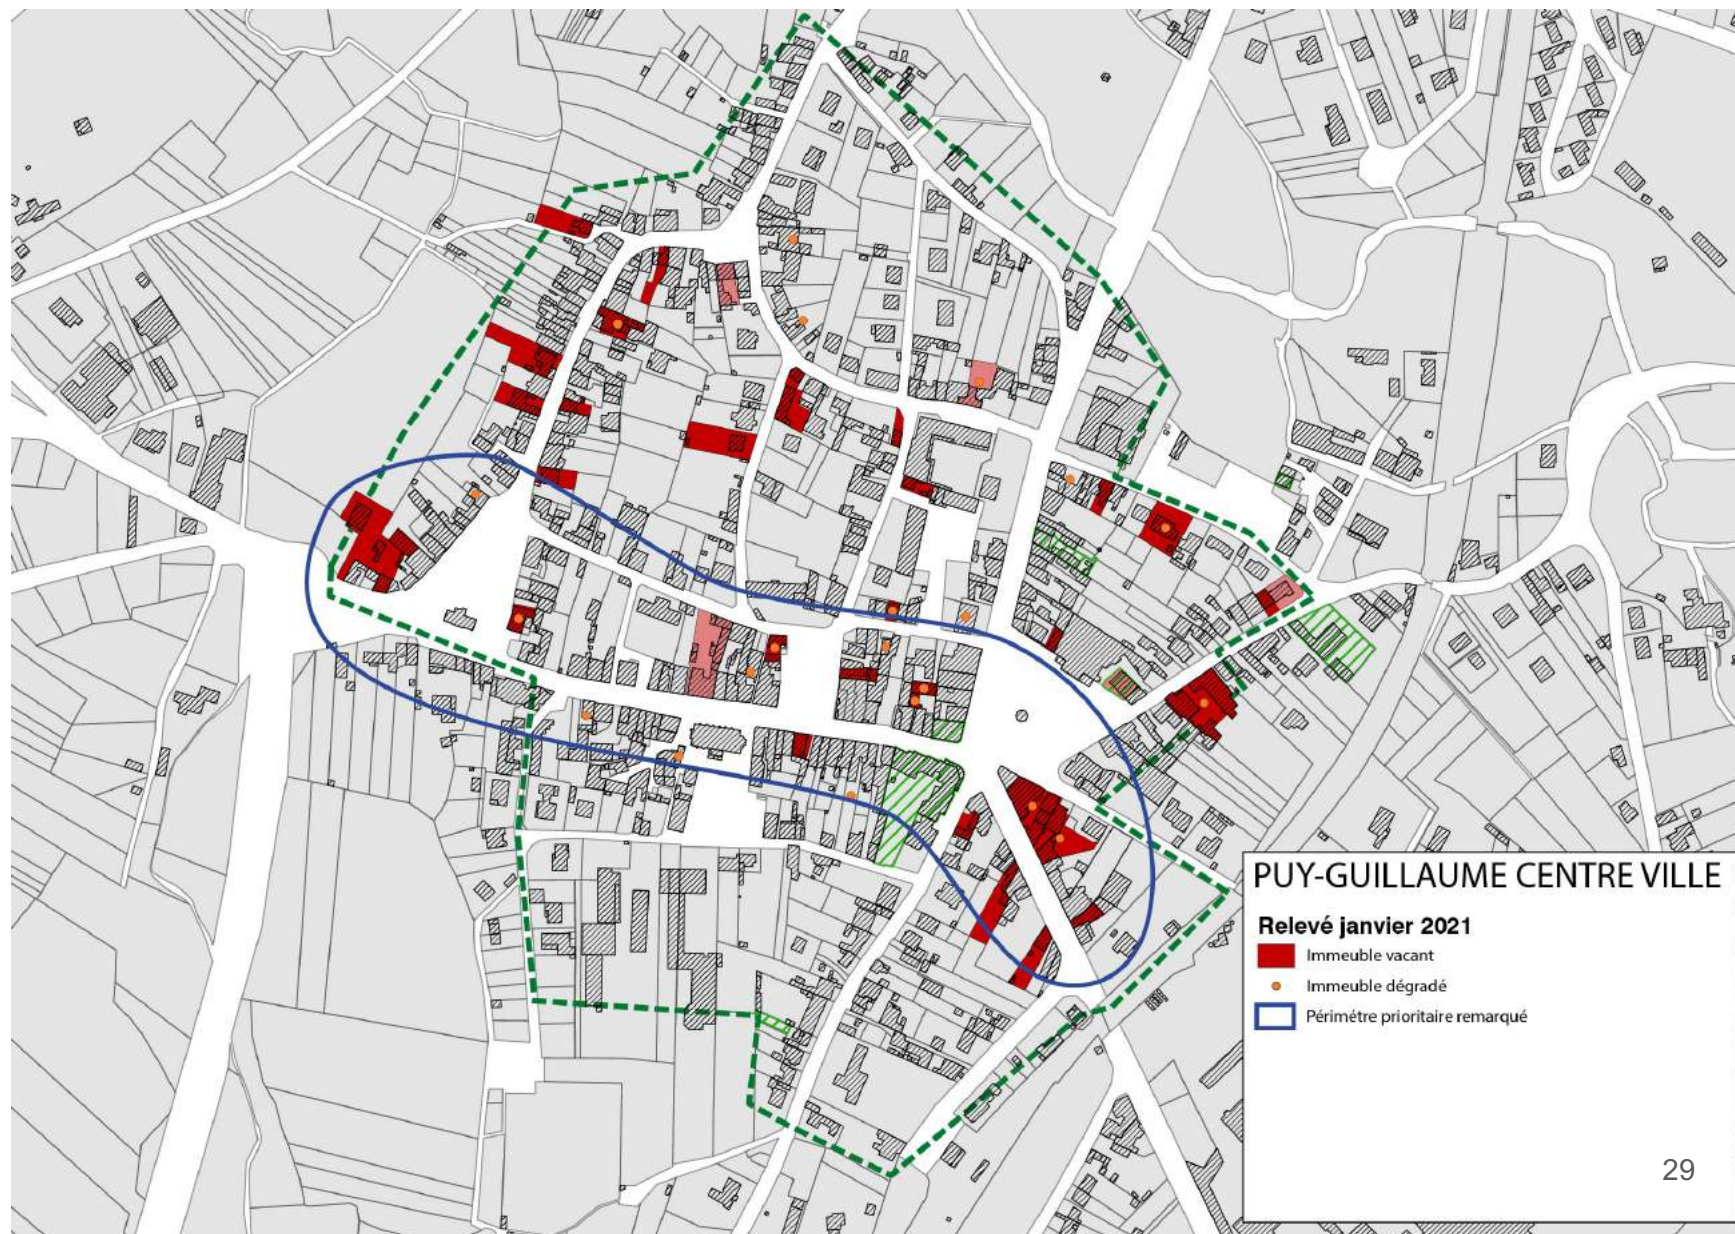 PUY-GUILLAUME CENTRE VILLE
Relevé janvier 2021
Immeuble vacant
Immeuble dégradé
Périmétre prioritaire remarqué
29